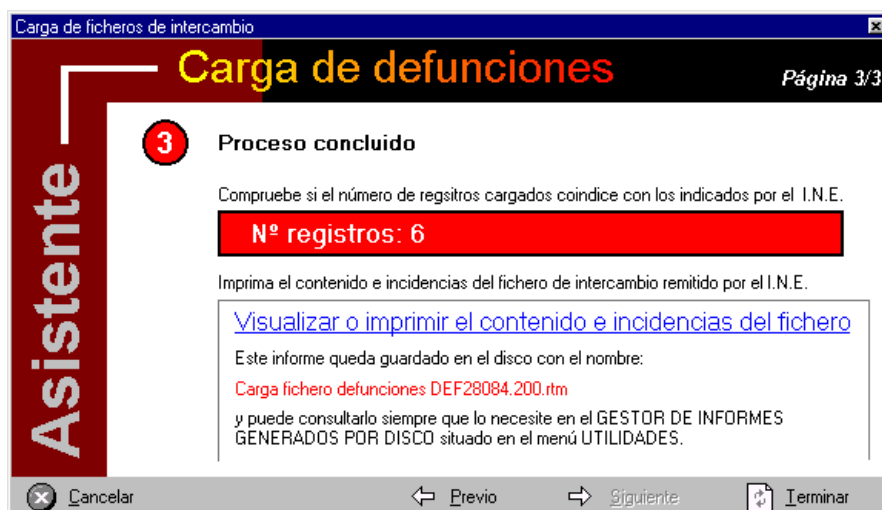 Carga de ficheros de intercambio
Carga de defunciones
Página 3/3
Asistente
3
Proceso concluido
Compruebe si el número de regsitros cargados coindice con los indicados por el I.N.E.
Nº registros: 6
Imprima el contenido e incidencias del fichero de intercambio remitido por el I.N.E.
Visualizar o imprimir el contenido e incidencias del fichero
Este informe queda guardado en el disco con el nombre:
Carga fichero defunciones DEF28084.200.rtm
y puede consultarlo siempre que lo necesite en el GESTOR DE INFORMES
GENERADOS POR DISCO situado en el menú UTILIDADES.
Cancelar
Previo
Siguiente
Terminar